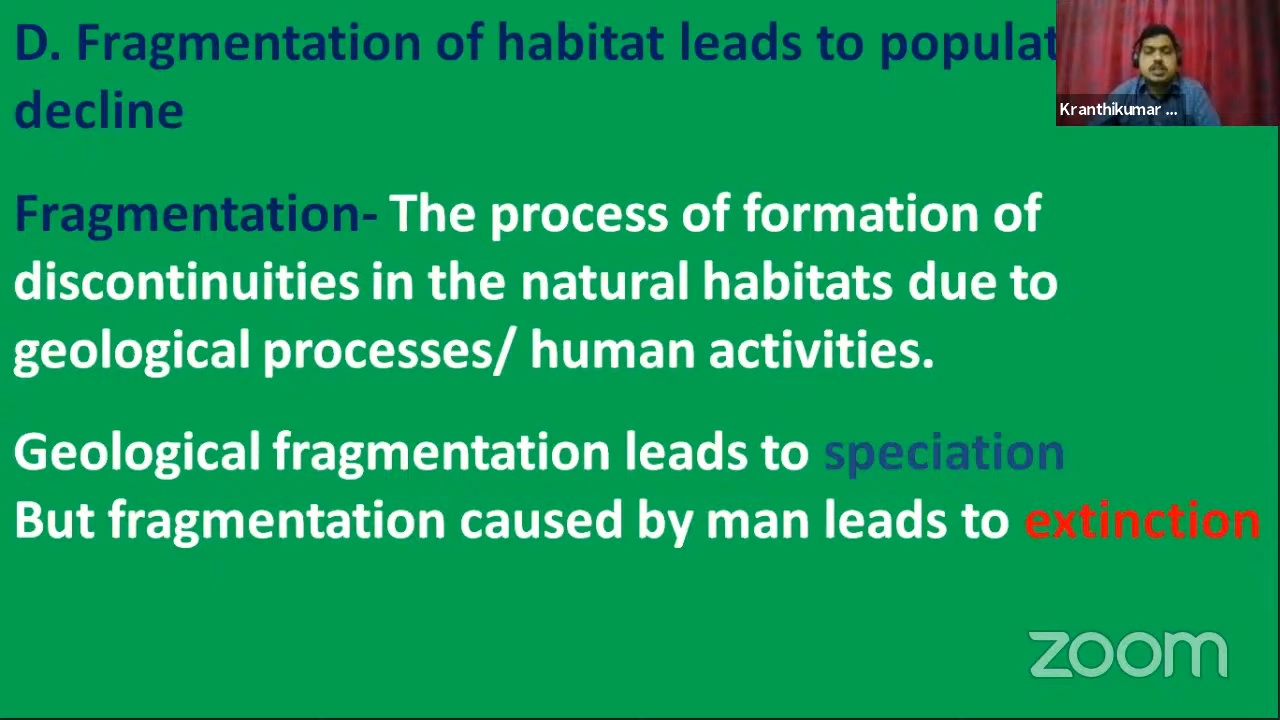 D. Fragmentation of habitat leads to populat
decline
Kranthikumar ...
Fragmentation- The process of formation of
discontinuities in the natural habitats due to
geological processes/ human activities.
Geological fragmentation leads to speciation
But fragmentation caused by man leads to extinction
zoom